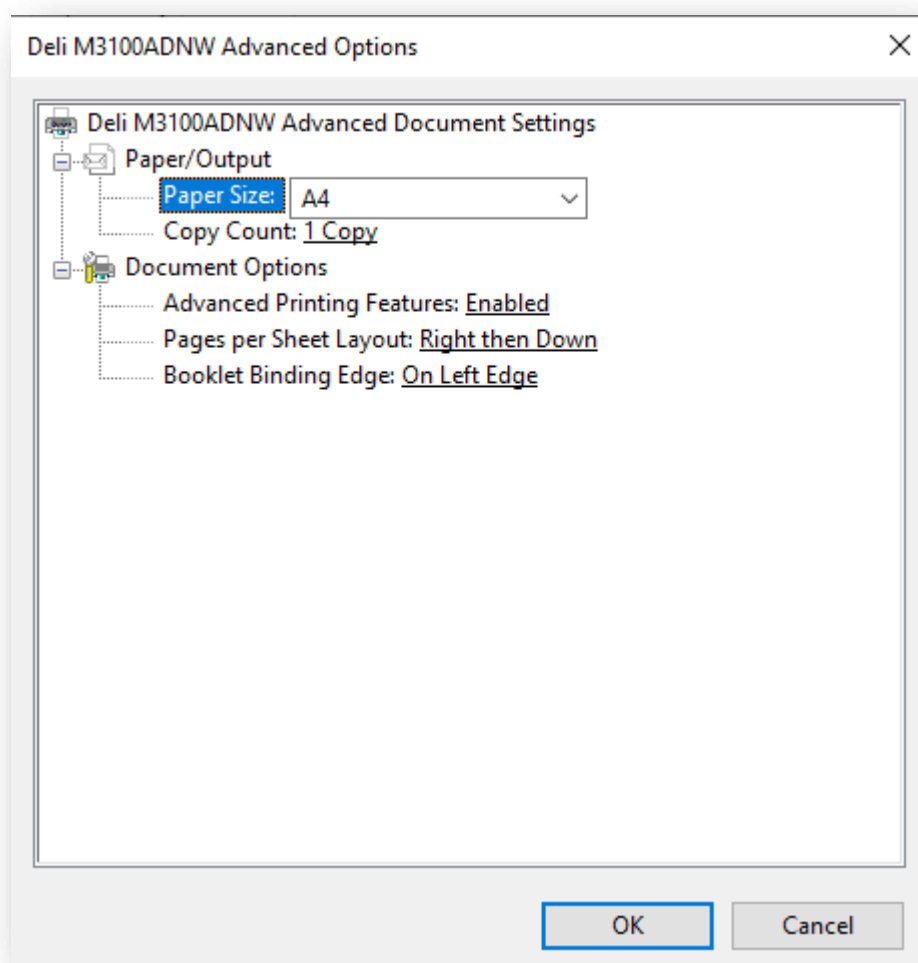 Deli M3100ADNW Advanced Options
Deli M3100ADNW Advanced Document Settings
Paper/Output
Paper Size: A4
Copy Count: 1 Copy
Document Options
Advanced Printing Features: Enabled
Pages per Sheet Layout: Right then Down
Booklet Binding Edge: On Left Edge
OK Cancel